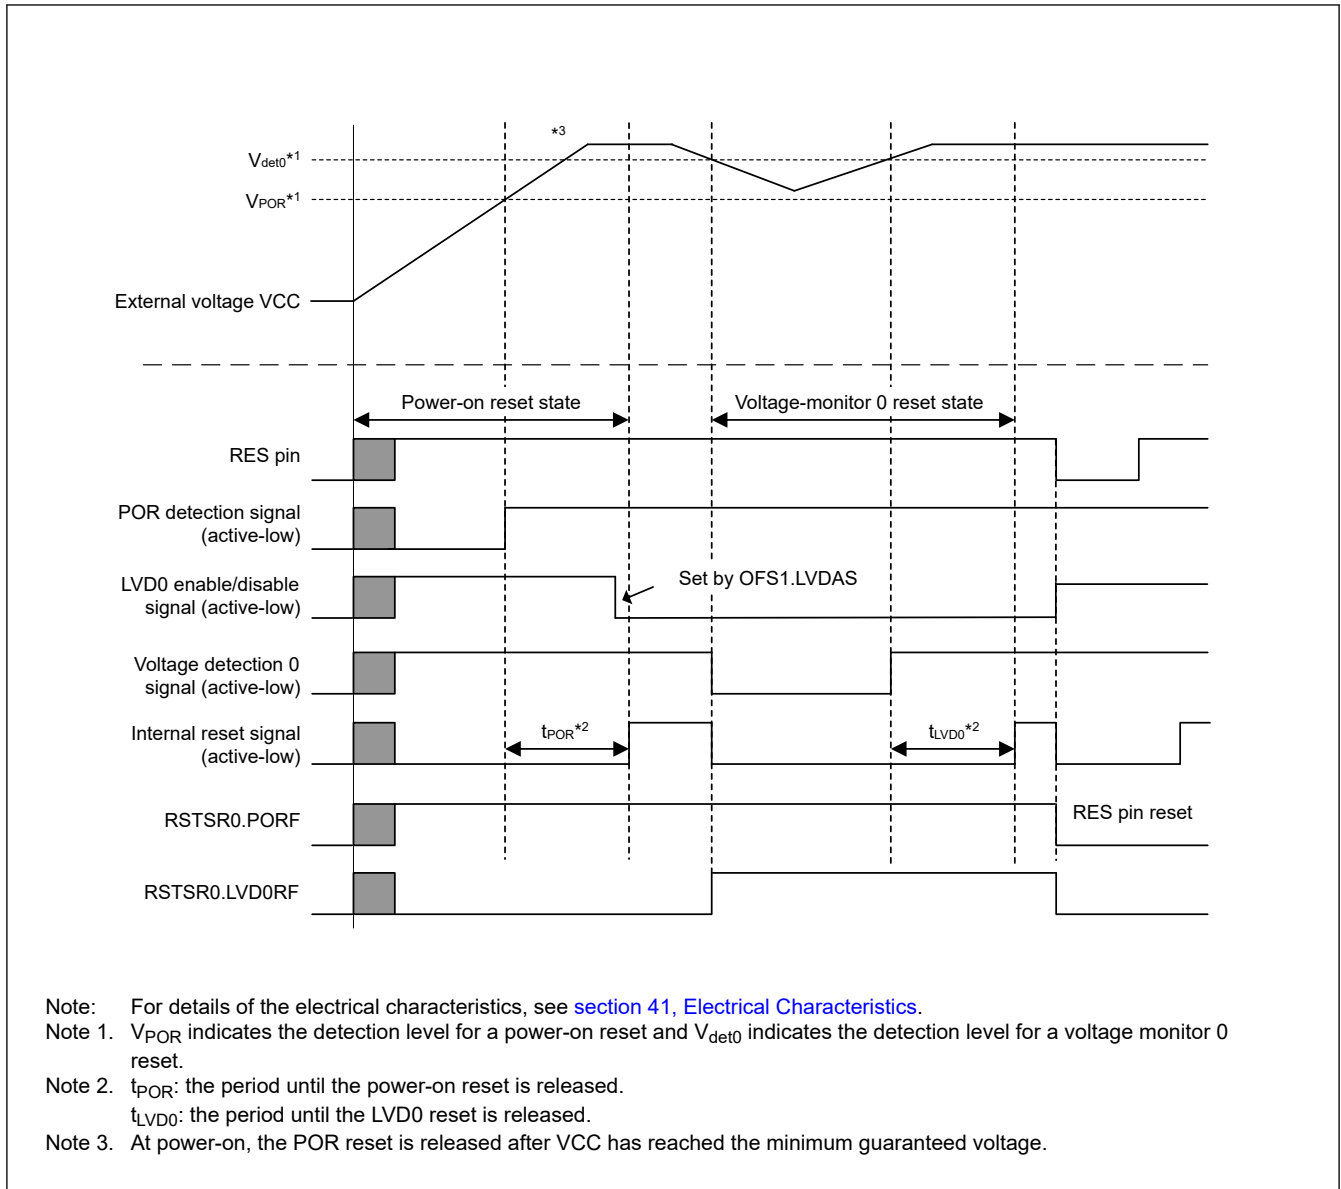 *3
Vdet0*1
VPOR*1
External voltage VCC
Power-on reset state
Voltage-monitor 0 reset state
RES pin
POR detection signal
(active-low)
LVD0 enable/disable
signal (active-low)
Set by OFS1.LVDAS
Voltage detection 0
signal (active-low)
Internal reset signal
(active-low)
tPOR*2
tLVD0*2
RSTSR0.PORF
RES pin reset
RSTSR0.LVD0RF
Note: For details of the electrical characteristics, see section 41, Electrical Characteristics.
Note 1. VPOR indicates the detection level for a power-on reset and Vdet0 indicates the detection level for a voltage monitor 0
reset.
Note 2. tPOR: the period until the power-on reset is released.
tLVD0: the period until the LVD0 reset is released.
Note 3. At power-on, the POR reset is released after VCC has reached the minimum guaranteed voltage.